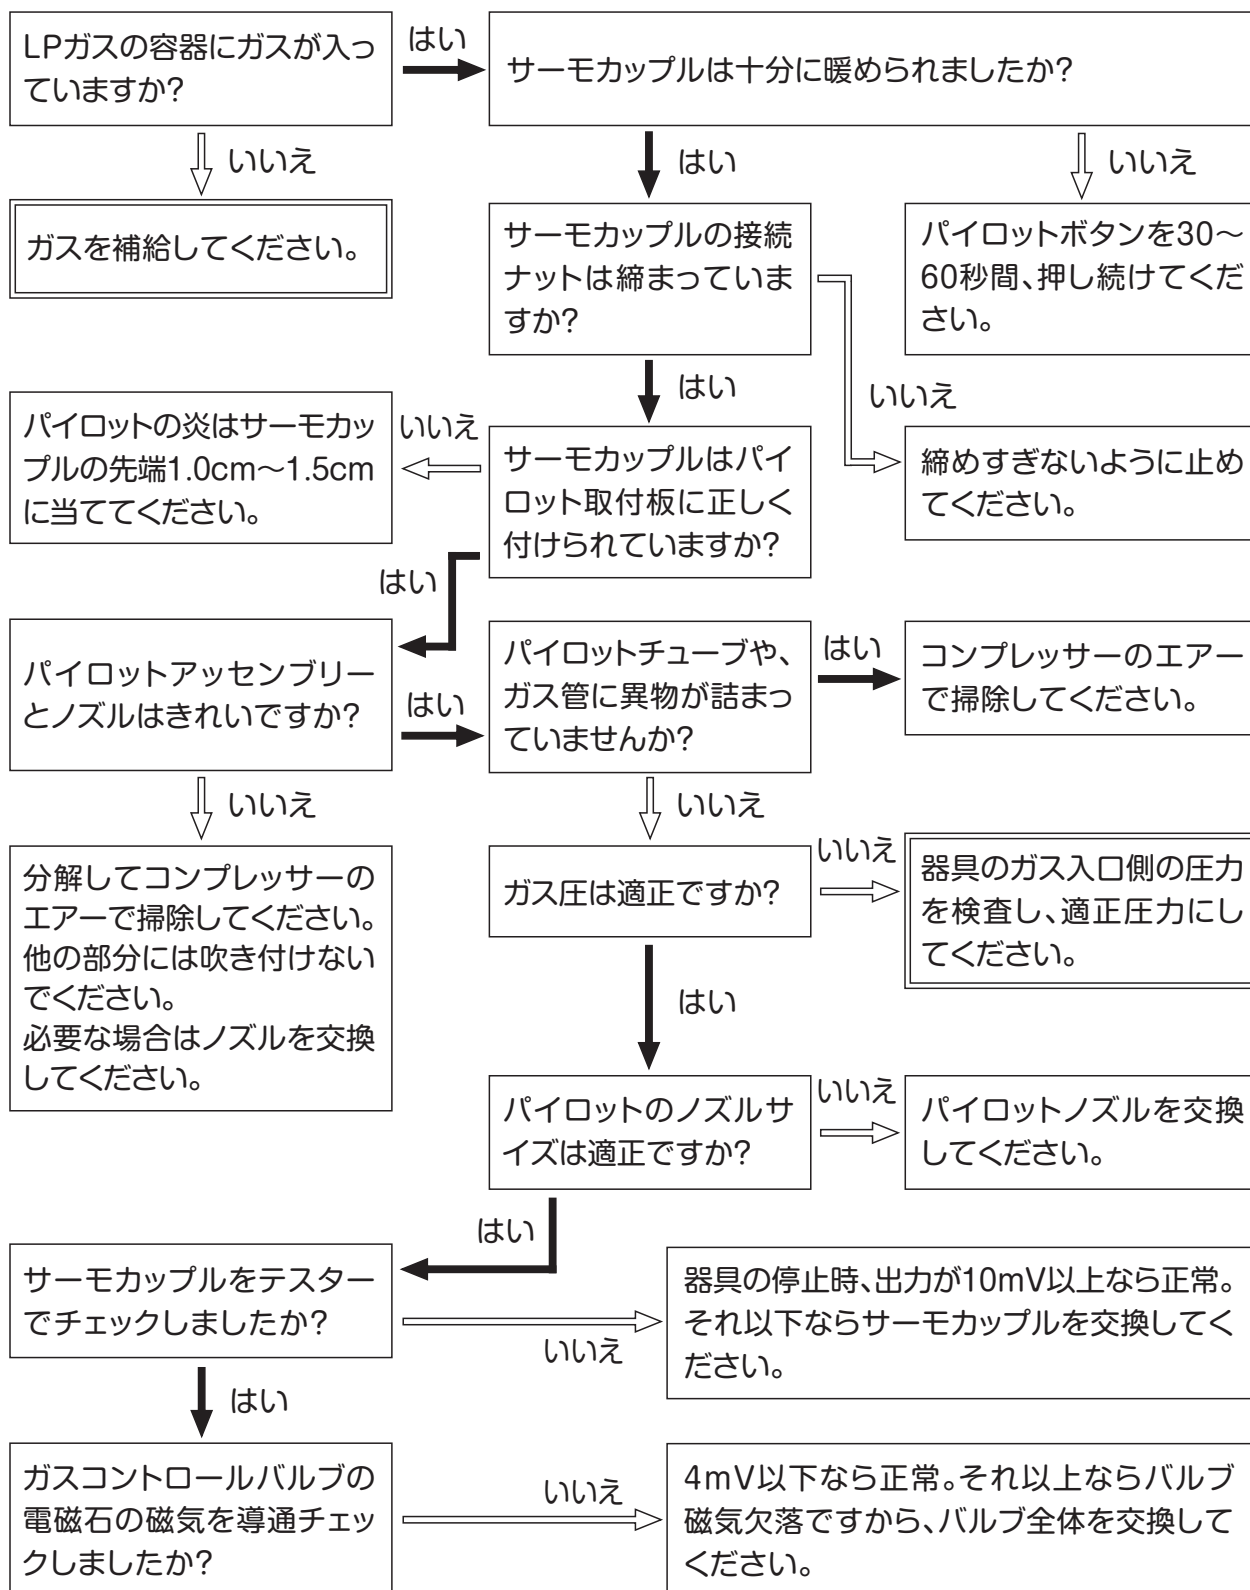 LPガスの容器にガスが入っ
ていますか?
はい
サーモカップルは十分に暖められましたか?
いいえ
はい
いいえ
ガスを補給してください。
サーモカップルの接続
ナットは締まっていま
すか?
パイロットボタンを30〜
60秒間、押し続けてくだ
さい。
はい
いいえ
パイロットの炎はサーモカッ
プルの先端1.0cm〜1.5cm
に当ててください。
いいえ
サーモカップルはパイ
ロット取付板に正しく
付けられていますか?
締めすぎないように止め
てください。
はい
パイロットアッセンブリー
とノズルはきれいですか?
はい
パイロットチューブや、
ガス管に異物が詰まっ
ていませんか?
はい
コンプレッサーのエアー
で掃除してください。
いいえ
いいえ
分解してコンプレッサーの
エアーで掃除してください。
他の部分には吹き付けない
でください。
必要な場合はノズルを交換
してください。
ガス圧は適正ですか?
いいえ
器具のガス入口側の圧力
を検査し、適正圧力にし
てください。
はい
パイロットのノズルサ
イズは適正ですか?
いいえ
パイロットノズルを交換
してください。
はい
サーモカップルをテスター
でチェックしましたか?
いいえ
器具の停止時、出力が10mV以上なら正常。
それ以下ならサーモカップルを交換してく
ださい。
はい
ガスコントロールバルブの
電磁石の磁気を導通チェッ
クしましたか?
いいえ
4mV以下なら正常。それ以上ならバルブ
磁気欠落ですから、バルブ全体を交換して
ください。